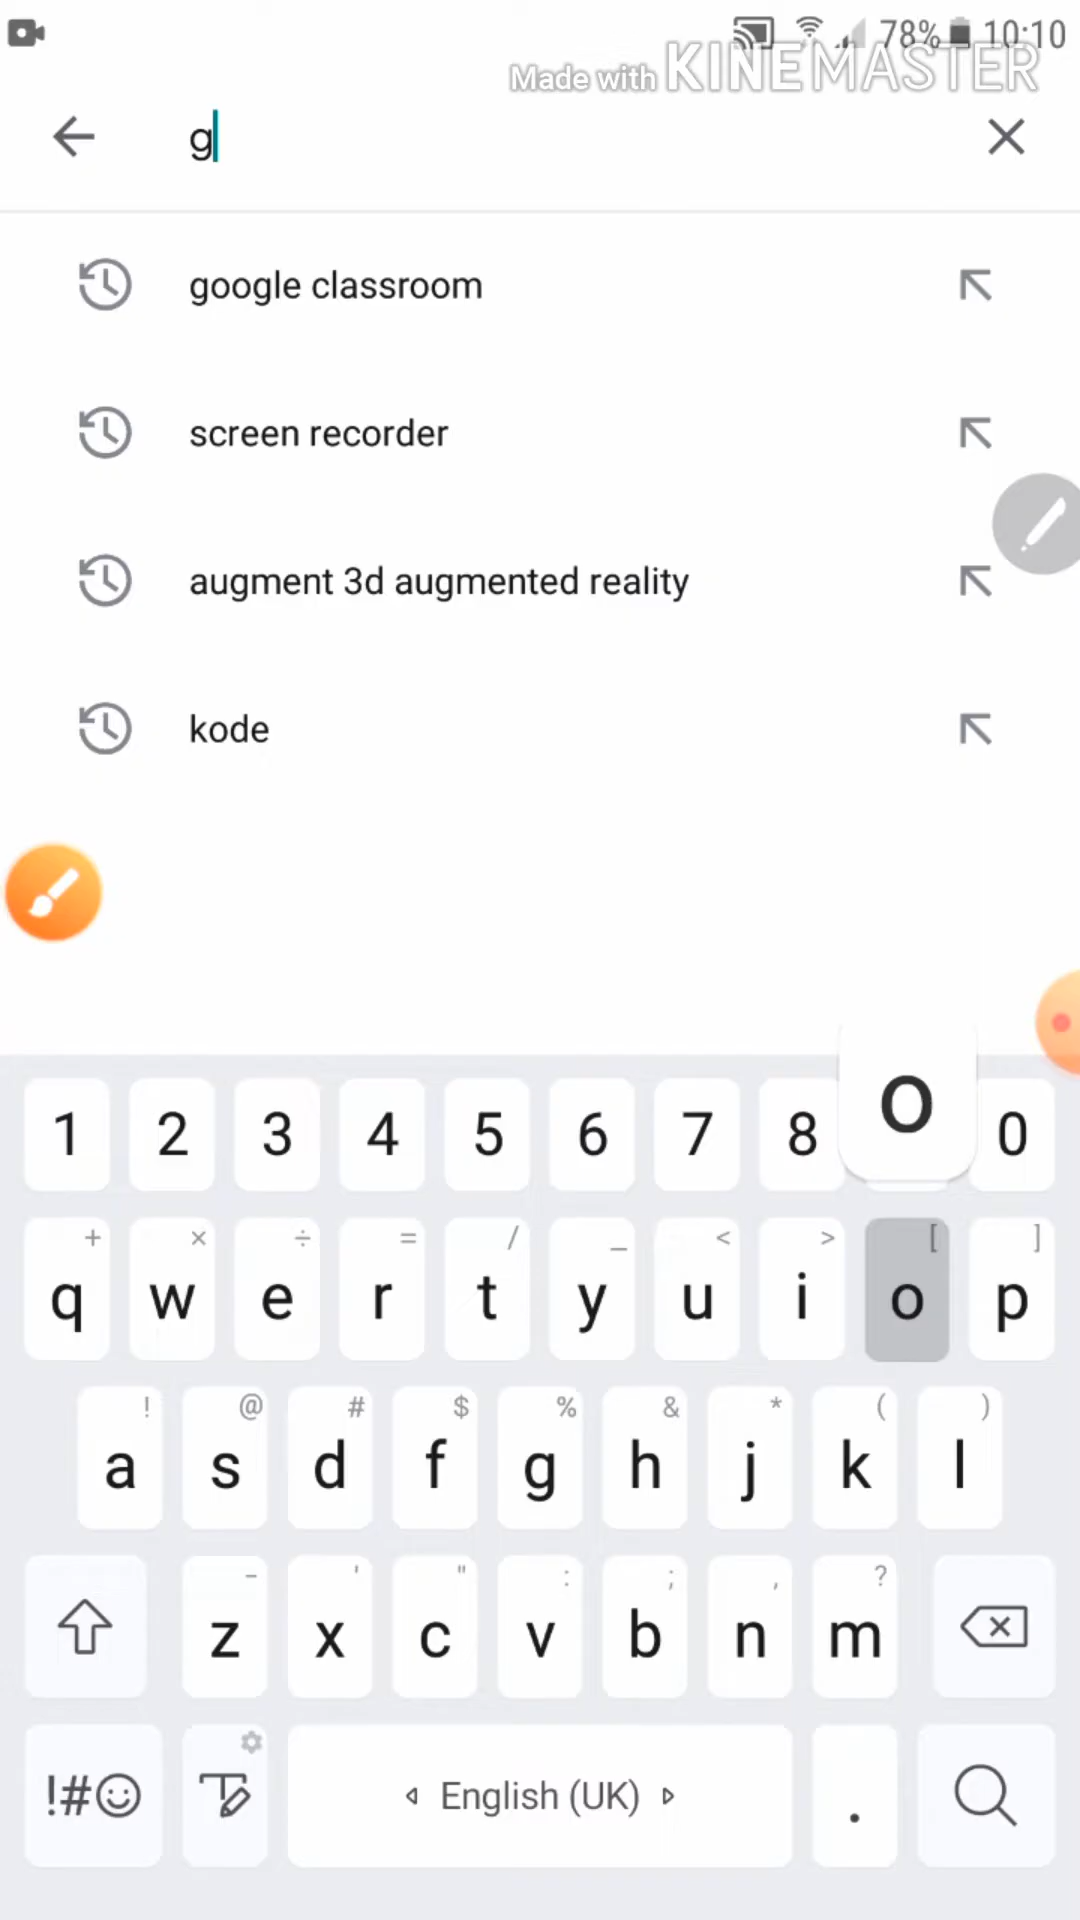 78% 10:10
Made with KINEMASTER
g
google classroom
screen recorder
augment 3d augmented reality
kode
o
1 2 3 4 5 6 7 8 0
+ × ÷ = / _ < > [ ]
q w e r t y u i o p
! @ # $ % & * ( )
a s d f g h j k l
- ' " : ; , ?
z x c v b n m
!#☺ English (UK) .